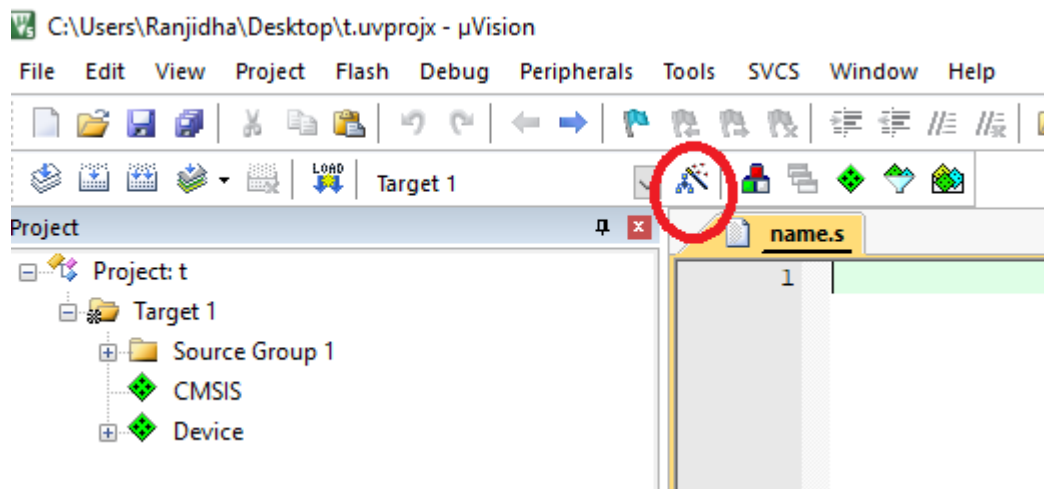 C:\Users\Ranjidha\Desktop\t.uvprojx - µVision
File Edit View Project Flash Debug Peripherals Tools SVCS Window Help
LOAD Target 1
Project
name.s
1
Project: t
Target 1
Source Group 1
CMSIS
Device